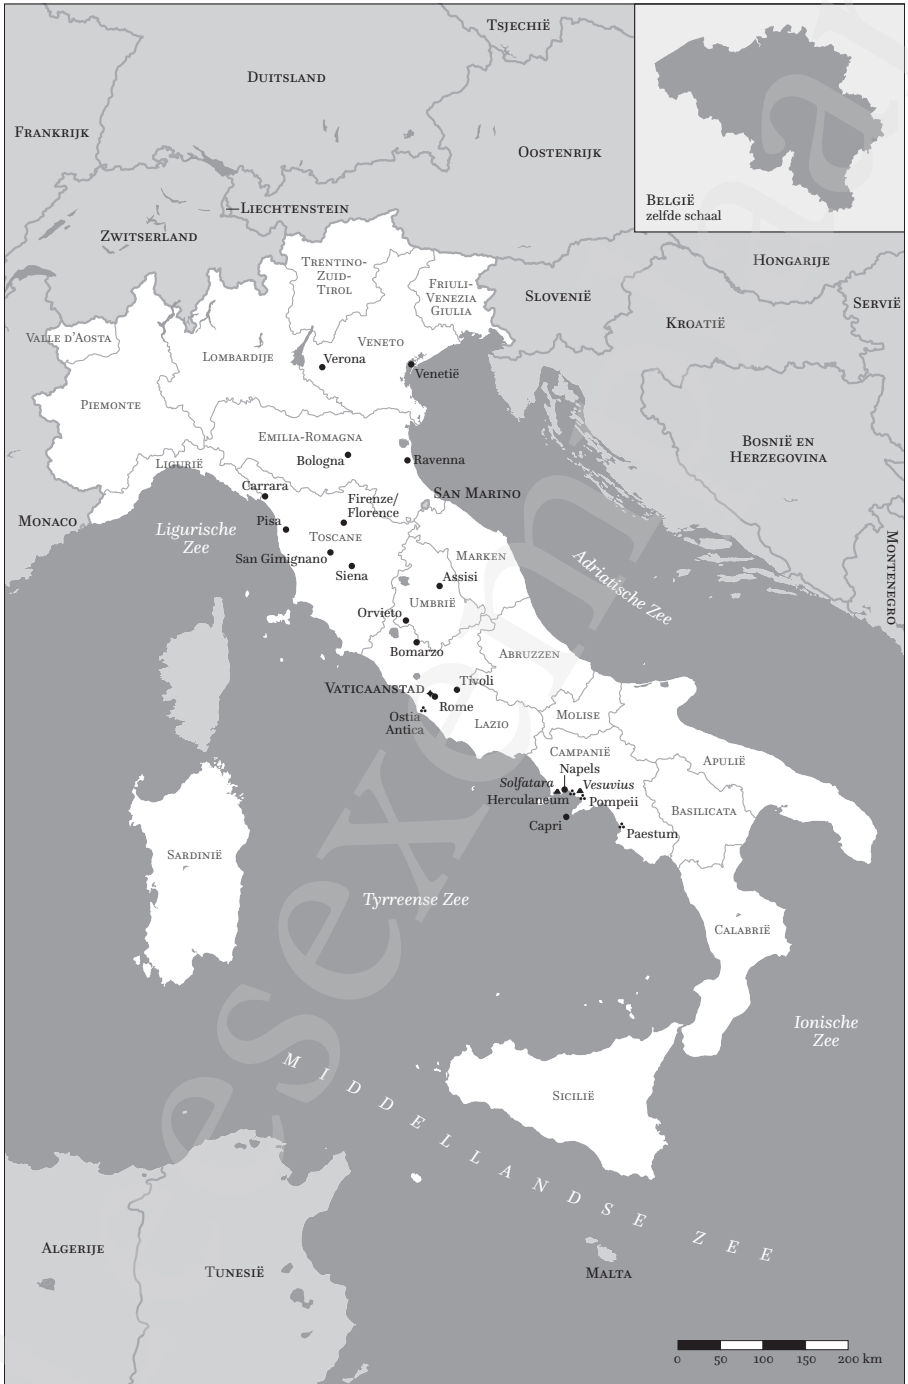 TSJECHIË
DUITSLAND
FRANKRIJK
OOSTENRIJK
BELGIË
zelfde schaal
LIECHTENSTEIN
ZWITSERLAND
HONGARIJE
TRENTINO-
ZUID-
TIROL
FRIULI-
VENEZIA
GIULIA
SLOVENIË
SERVIË
KROATIË
VALLE D'AOSTA
LOMBARDIJE
VENETO
Verona
Venetië
PIEMONTE
EMILIA-ROMAGNA
Bologna
Ravenna
BOSNIË EN
HERZEGOVINA
LIGURIË
Carrara
SAN MARINO
Firenze/
Florence
MONACO
Ligurische
Zee
Pisa
TOSCANE
San Gimignano
Siena
MARKEN
Adriatische Zee
MONTENEGRO
Assisi
UMBRIË
Orvieto
Bomarzo
ABRUZZEN
VATICAANSTAD
Tivoli
Rome
Ostia
Antica
LAZIO
MOLISE
CAMPANIË
Napels
APULIË
Solfatara
Vesuvius
Herculaneum
Pompeii
BASILICATA
Capri
Paestum
SARDINIË
Tyrreense Zee
CALABRIË
Ionische
Zee
SICILIË
MIDDELLANDSE ZEE
ALGERIJE
TUNESIË
MALTA
0 50 100 150 200 km